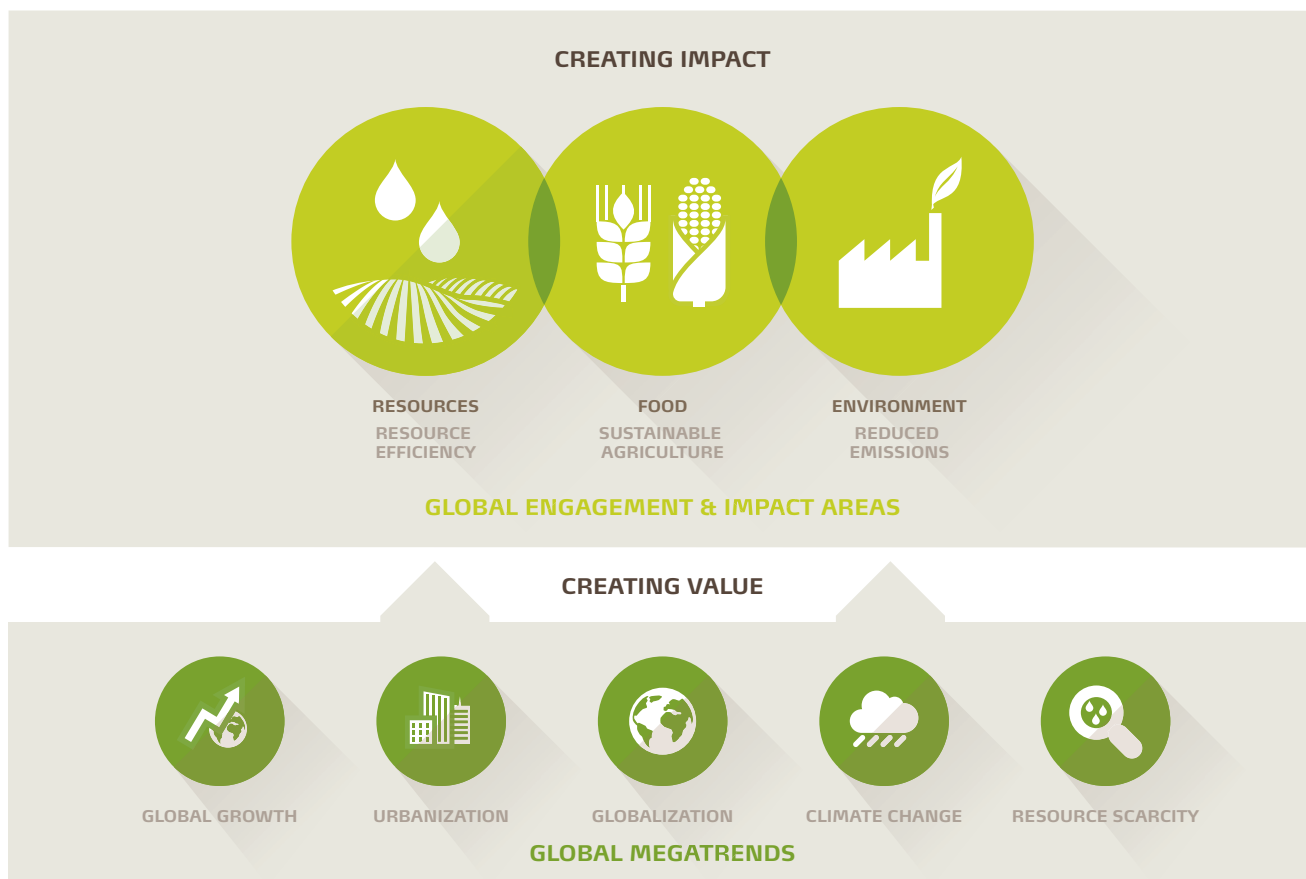 CREATING IMPACT
RESOURCES
RESOURCE
EFFICIENCY
FOOD
SUSTAINABLE
AGRICULTURE
ENVIRONMENT
REDUCED
EMISSIONS
GLOBAL ENGAGEMENT & IMPACT AREAS
CREATING VALUE
GLOBAL GROWTH
URBANIZATION
GLOBALIZATION
CLIMATE CHANGE
RESOURCE SCARCITY
GLOBAL MEGATRENDS